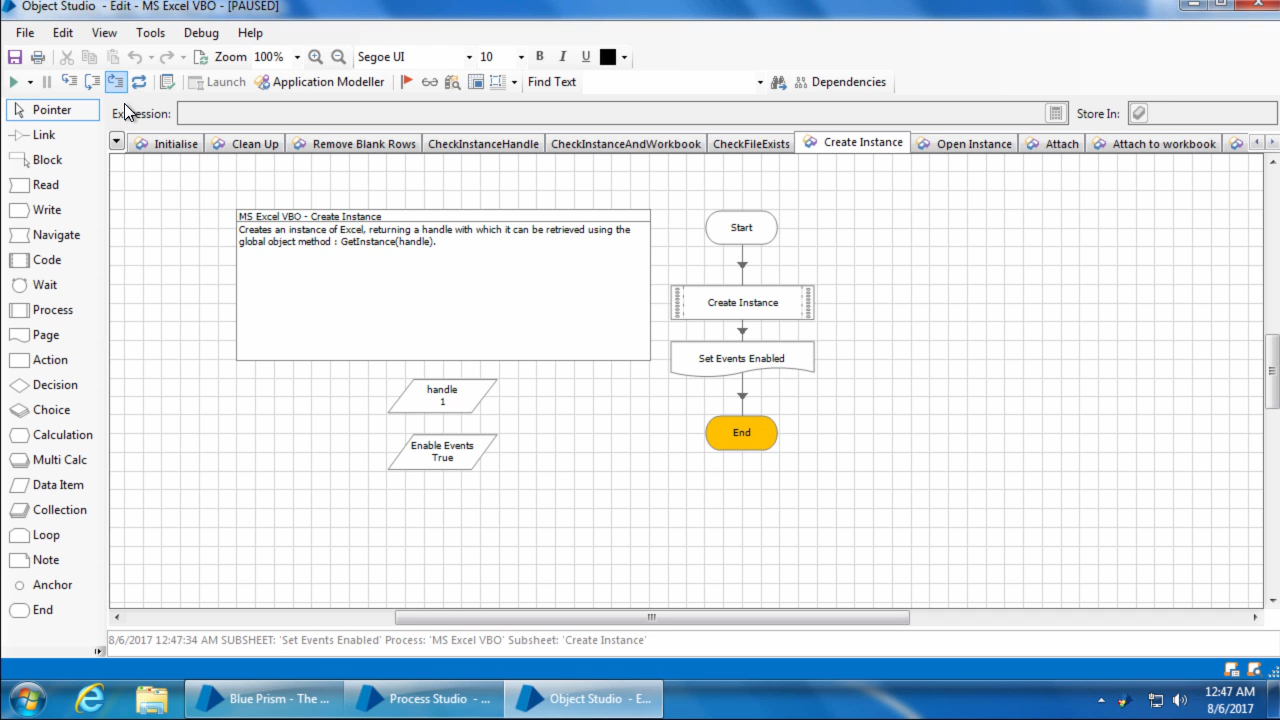 Object Studio - Edit - MS Excel VBO - [PAUSED]
File Edit View Tools Debug Help
Zoom 100% Segoe UI 10 B I U
Launch Application Modeller Find Text Dependencies
Pointer
Expression:
Store In:
Initialise Clean Up Remove Blank Rows CheckInstanceHandle CheckInstanceAndWorkbook CheckFileExists Create Instance Open Instance Attach Attach to workbook
Link
Block
Read
Write
Navigate
Code
Wait
Process
Page
Action
Decision
Choice
Calculation
Multi Calc
Data Item
Collection
Loop
Note
Anchor
End
MS Excel VBO - Create Instance
Creates an instance of Excel, returning a handle with which it can be retrieved using the
global object method : GetInstance(handle).
Start
Create Instance
Set Events Enabled
End
handle
1
Enable Events
True
8/6/2017 12:47:34 AM SUBSHEET: 'Set Events Enabled' Process: 'MS Excel VBO' Subsheet: 'Create Instance'
Blue Prism - The ...
Process Studio - ...
Object Studio - E...
12:47 AM
8/6/2017